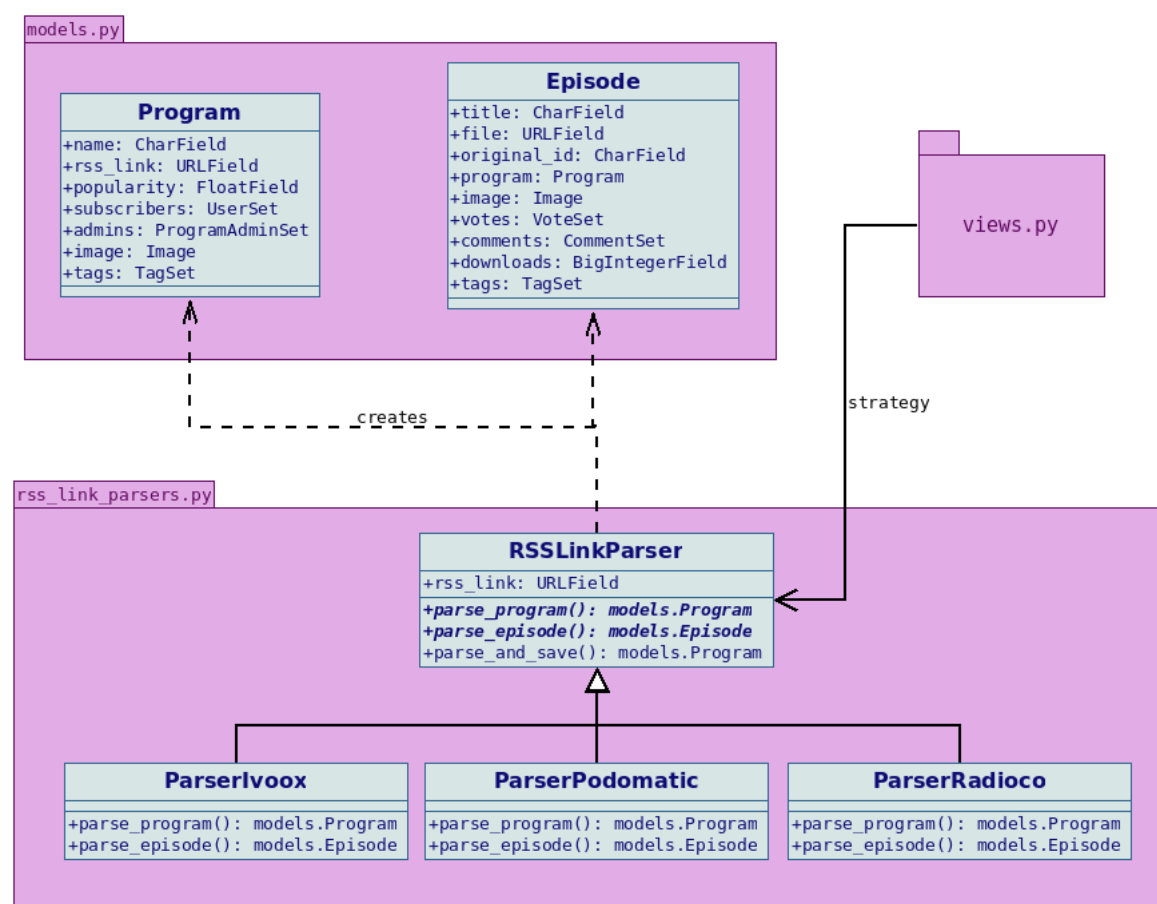 models.py
Program
+name: CharField
+rss_link: URLField
+popularity: FloatField
+subscribers: UserSet
+admins: ProgramAdminSet
+image: Image
+tags: TagSet
Episode
+title: CharField
+file: URLField
+original_id: CharField
+program: Program
+image: Image
+votes: VoteSet
+comments: CommentSet
+downloads: BigIntegerField
+tags: TagSet
views.py
creates
strategy
rss_link_parsers.py
RSSLinkParser
+rss_link: URLField
+parse_program(): models.Program
+parse_episode(): models.Episode
+parse_and_save(): models.Program
ParserIvoox
+parse_program(): models.Program
+parse_episode(): models.Episode
ParserPodomatic
+parse_program(): models.Program
+parse_episode(): models.Episode
ParserRadioco
+parse_program(): models.Program
+parse_episode(): models.Episode